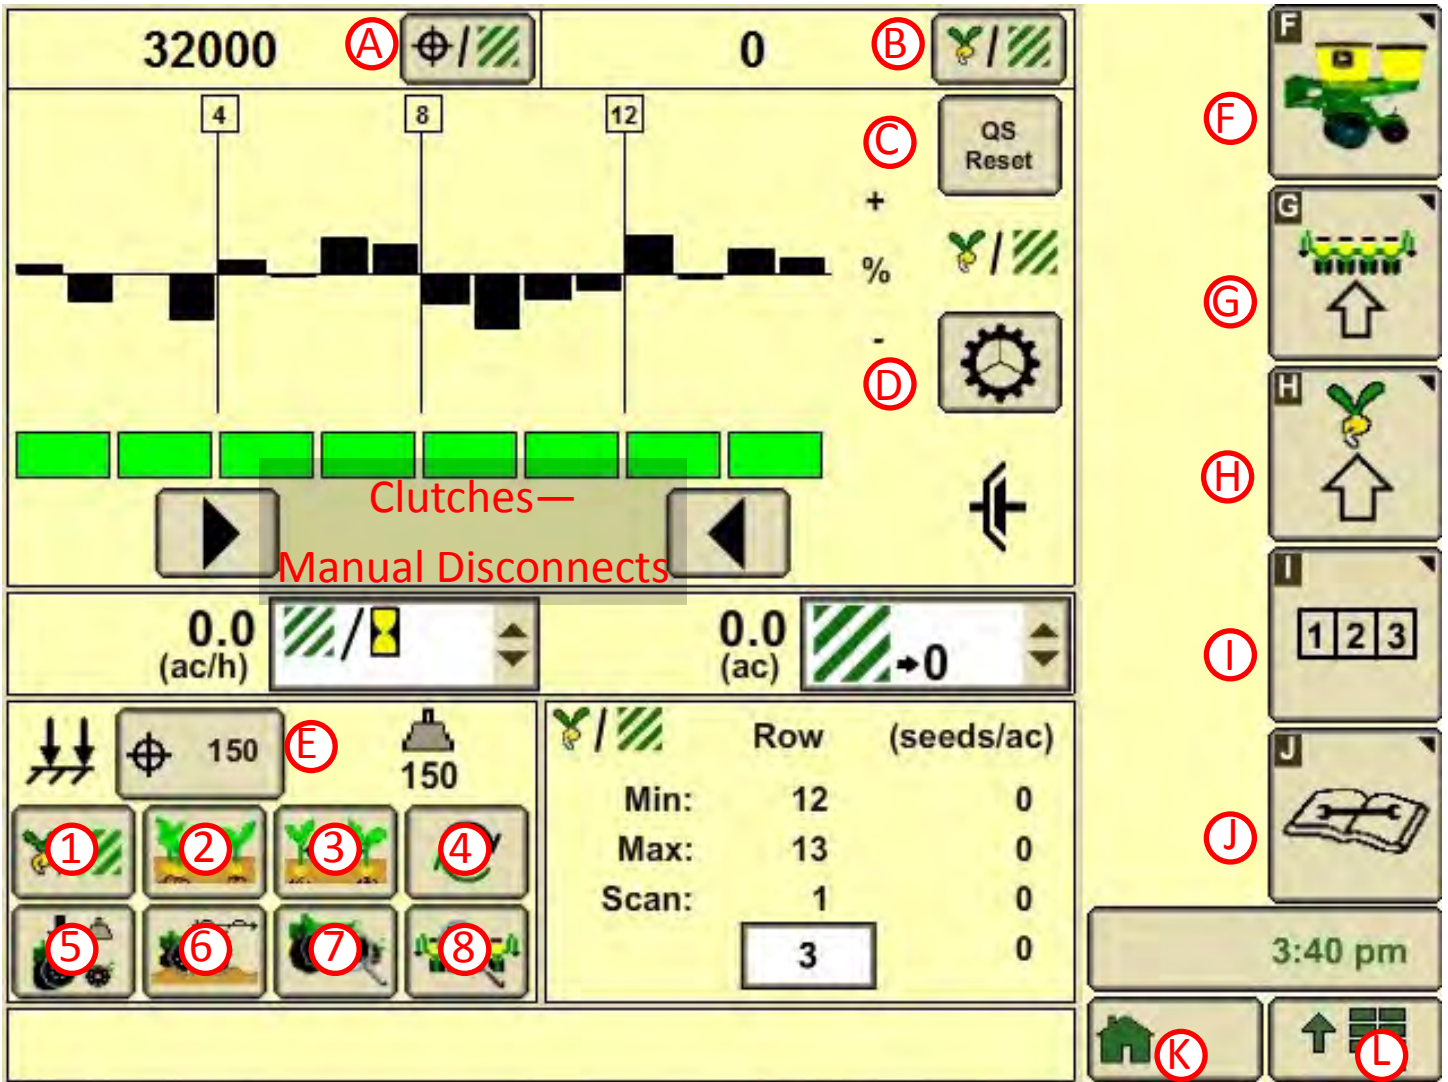 32000 A / 0 B /
4 8 12
C QS
Reset
+
/
%
-
D
Clutches—
Manual Disconnects
0.0
(ac/h)
/
0.0
(ac)
0
150 E
150
1 2 3 4
5 6 7 8
/ Row (seeds/ac)
Min: 12 0
Max: 13 0
Scan: 1 0
3 0
F F
G G
H H
I I
1 2 3
J J
3:40 pm
K L